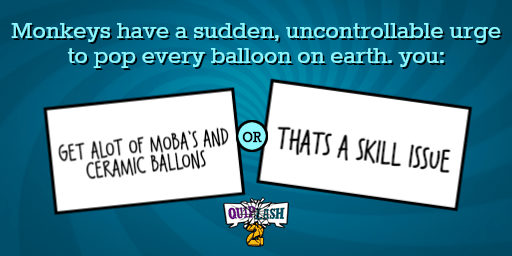 Monkeys have a sudden, uncontrollable urge
to pop every balloon on earth. you:
GET ALOT OF MOBA'S AND
CERAMIC BALLONS
OR
THATS A SKILL ISSUE
QUIPLASH
2